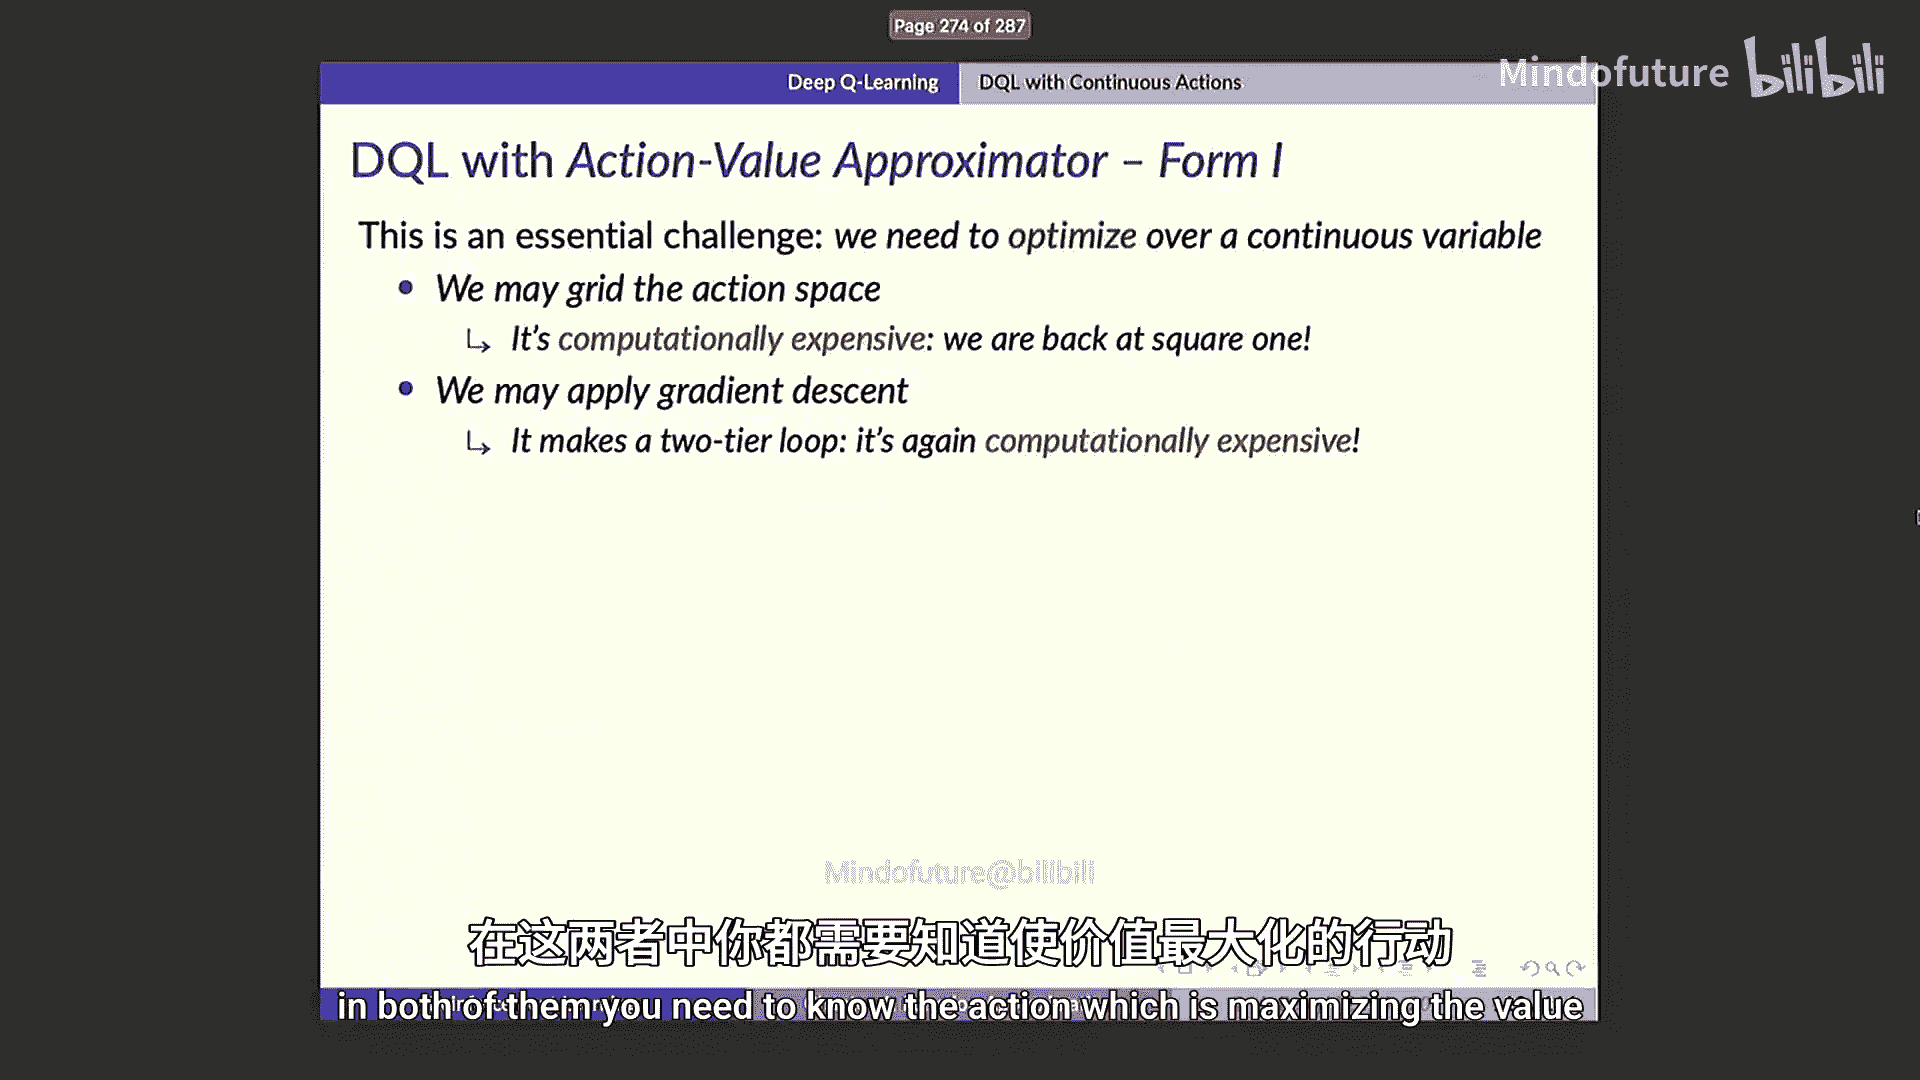 Page 274 of 287
Mindofuture bilibili
Deep Q-Learning DQL with Continuous Actions
DQL with Action-Value Approximator – Form I
This is an essential challenge: we need to optimize over a continuous variable
• We may grid the action space
↳ It's computationally expensive: we are back at square one!
• We may apply gradient descent
↳ It makes a two-tier loop: it's again computationally expensive!
Mindofuture@bilibili
在这两者中你都需要知道使价值最大化的行动
in both of them you need to know the action which is maximizing the value